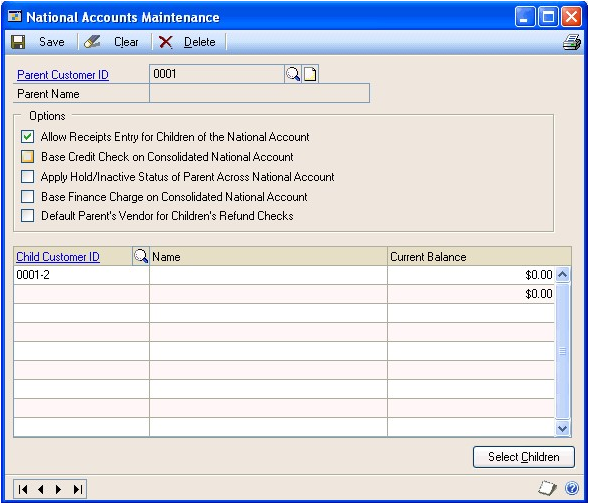 National Accounts Maintenance
Save Clear Delete
Parent Customer ID 0001
Parent Name
Options
Allow Receipts Entry for Children of the National Account
Base Credit Check on Consolidated National Account
Apply Hold/Inactive Status of Parent Across National Account
Base Finance Charge on Consolidated National Account
Default Parent's Vendor for Children's Refund Checks
Child Customer ID Name Current Balance
0001-2 $0.00
$0.00
Select Children